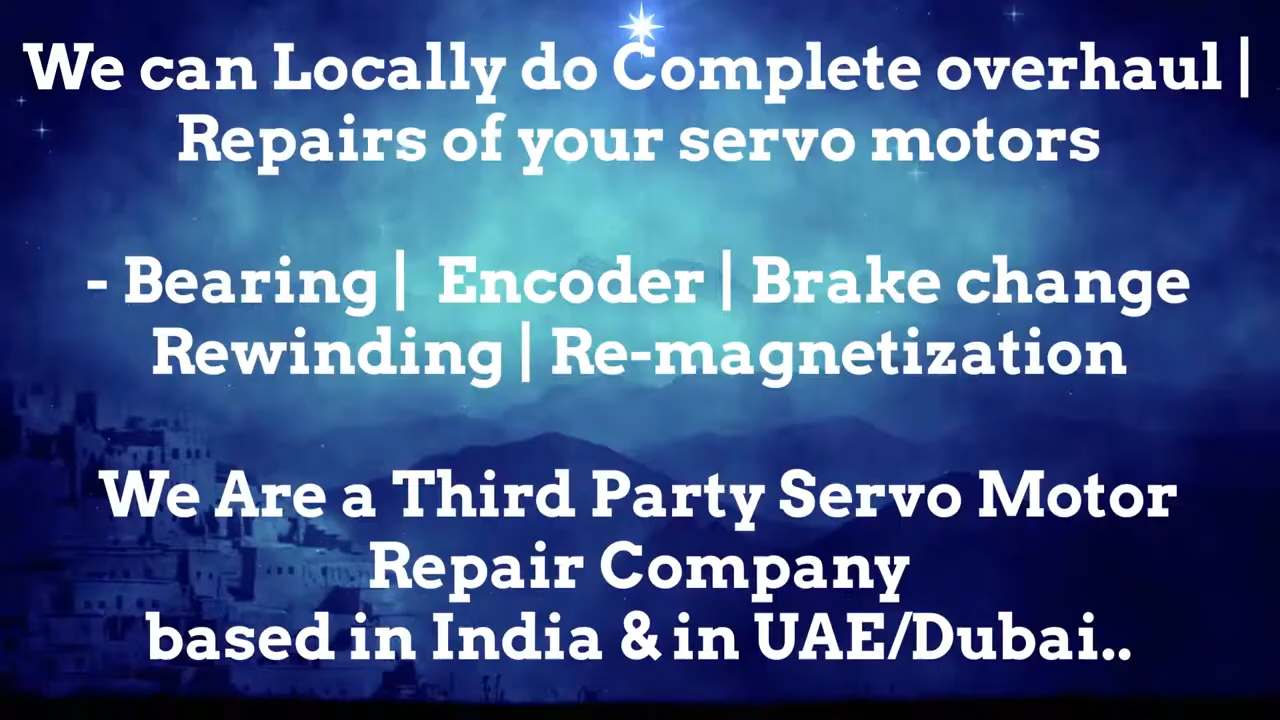 We can Locally do Complete overhaul |
Repairs of your servo motors
- Bearing | Encoder | Brake change
Rewinding | Re-magnetization
We Are a Third Party Servo Motor
Repair Company
based in India & in UAE/Dubai..